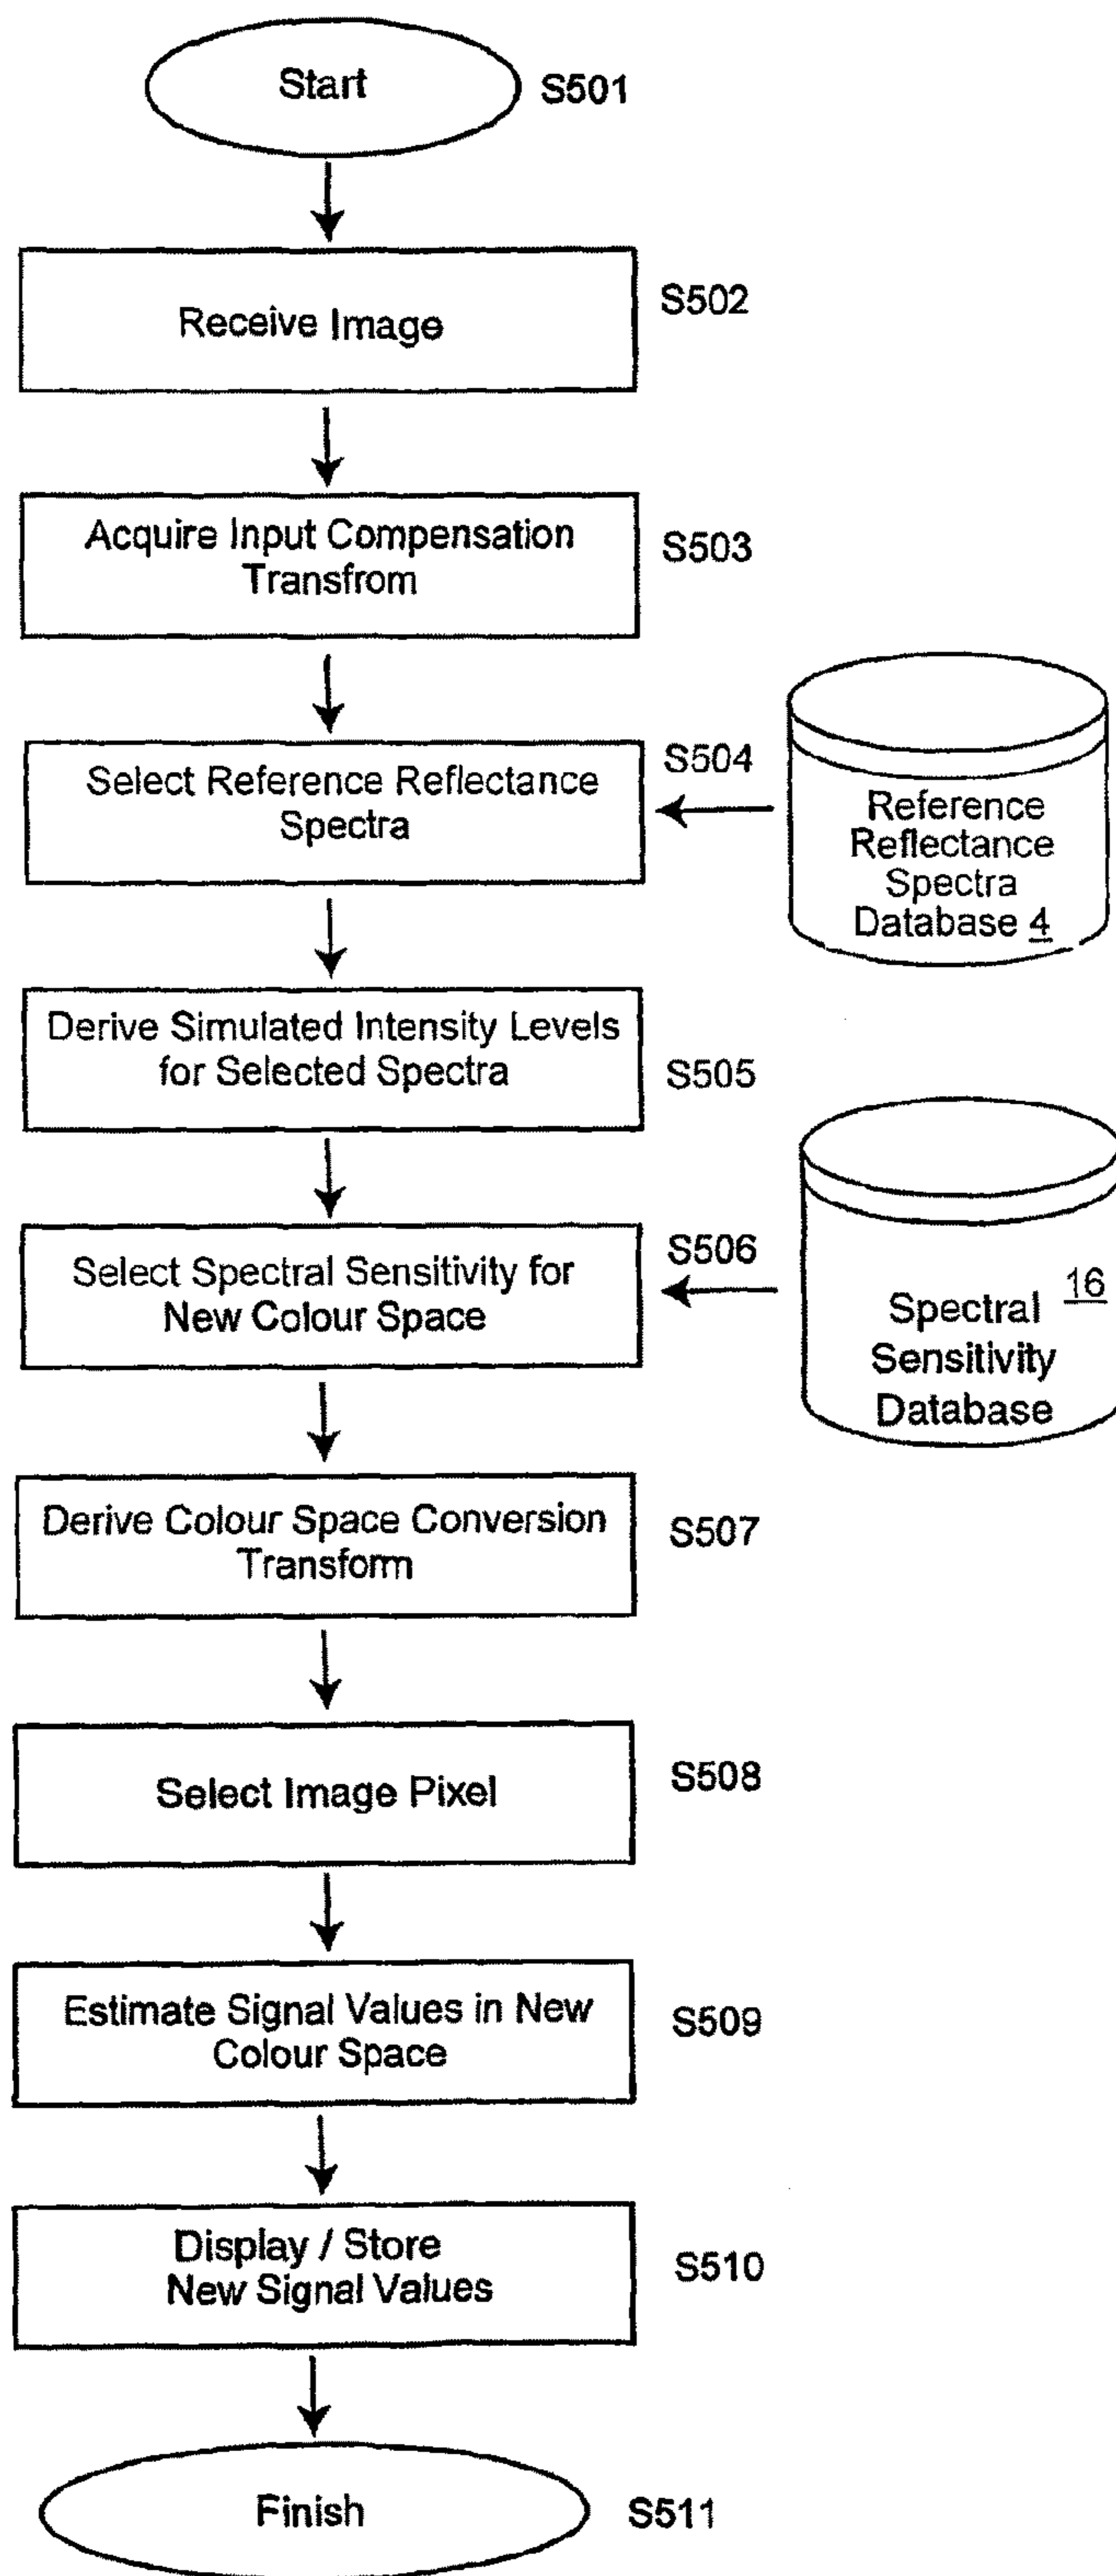 Start
S501
Receive Image
S502
Acquire Input Compensation
Transfrom
S503
Select Reference Reflectance
Spectra
S504
Reference
Reflectance
Spectra
Database 4
Derive Simulated Intensity Levels
for Selected Spectra
S505
Select Spectral Sensitivity for
New Colour Space
S506
16
Spectral
Sensitivity
Database
Derive Colour Space Conversion
Transform
S507
Select Image Pixel
S508
Estimate Signal Values in New
Colour Space
S509
Display / Store
New Signal Values
S510
Finish
S511